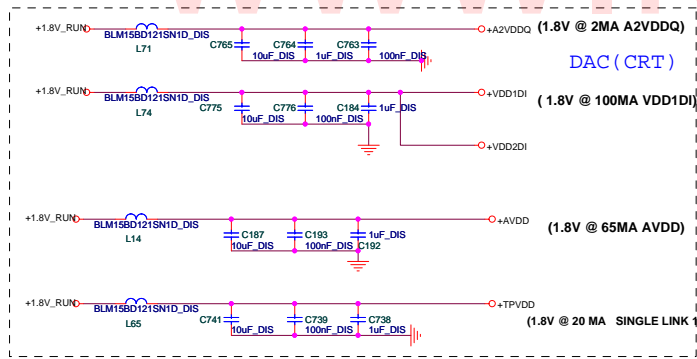 +1.8V_RUN BLM15BD121SN1D_DIS +A2VDDQ (1.8V @ 2MA A2VDDQ)
L71 C765 C764 C763
10uF_DIS 1uF_DIS 100nF_DIS
DAC(CRT)
+1.8V_RUN BLM15BD121SN1D_DIS +VDD1DI ( 1.8V @ 100MA VDD1DI)
L74 C775 C776 C184 1uF_DIS
10uF_DIS 100nF_DIS
+VDD2DI
+1.8V_RUN BLM15BD121SN1D_DIS +AVDD (1.8V @ 65MA AVDD)
L14 C187 C193 1uF_DIS
10uF_DIS 100nF_DIS C192
+1.8V_RUN BLM15BD121SN1D_DIS +TPVDD
L65 C741 C739 C738 (1.8V @ 20 MA SINGLE LINK
10uF_DIS 100nF_DIS 1uF_DIS